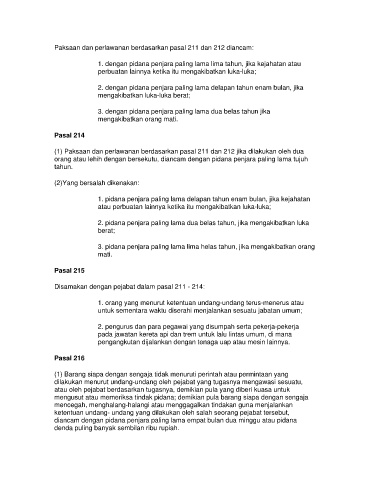 Paksaan dan perlawanan berdasarkan pasal 211 dan 212 diancam:
1. dengan pidana penjara paling lama lima tahun, jika kejahatan atau
perbuatan lainnya ketika itu mengakibatkan luka-luka;
2. dengan pidana penjara paling lama delapan tahun enam bulan, jika
mengakibatkan luka-luka berat;
3. dengan pidana penjara paling lama dua belas tahun jika
mengakibatkan orang mati.
Pasal 214
(1) Paksaan dan perlawanan berdasarkan pasal 211 dan 212 jika dilakukan oleh dua
orang atau lebih dengan bersekutu, diancam dengan pidana penjara paling lama tujuh
tahun.
(2)Yang bersalah dikenakan:
1. pidana penjara paling lama delapan tahun enam bulan, jika kejahatan
atau perbuatan lainnya ketika itu mengakibatkan luka-luka;
2. pidana penjara paling lama dua belas tahun, jika mengakibatkan luka
berat;
3. pidana penjara paling lama lima belas tahun, jika mengakibatkan orang
mati.
Pasal 215
Disamakan dengan pejabat dalam pasal 211 - 214:
1. orang yang menurut ketentuan undang-undang terus-menerus atau
untuk sementara waktu diserahi menjalankan sesuatu jabatan umum;
2. pengurus dan para pegawai yang disumpah serta pekerja-pekerja
pada jawatan kereta api dan trem untuk lalu lintas umum, di mana
pengangkutan dijalankan dengan tenaga uap atau mesin lainnya.
Pasal 216
(1) Barang siapa dengan sengaja tidak menuruti perintah atau permintaan yang
dilakukan menurut undang-undang oleh pejabat yang tugasnya mengawasi sesuatu,
atau oleh pejabat berdasarkan tugasnya, demikian pula yang diberi kuasa untuk
mengusut atau memeriksa tindak pidana; demikian pula barang siapa dengan sengaja
mencegah, menghalang-halangi atau menggagalkan tindakan guna menjalankan
ketentuan undang- undang yang dilakukan oleh salah seorang pejabat tersebut,
diancam dengan pidana penjara paling lama empat bulan dua minggu atau pidana
denda puling banyak sembilan ribu rupiah.